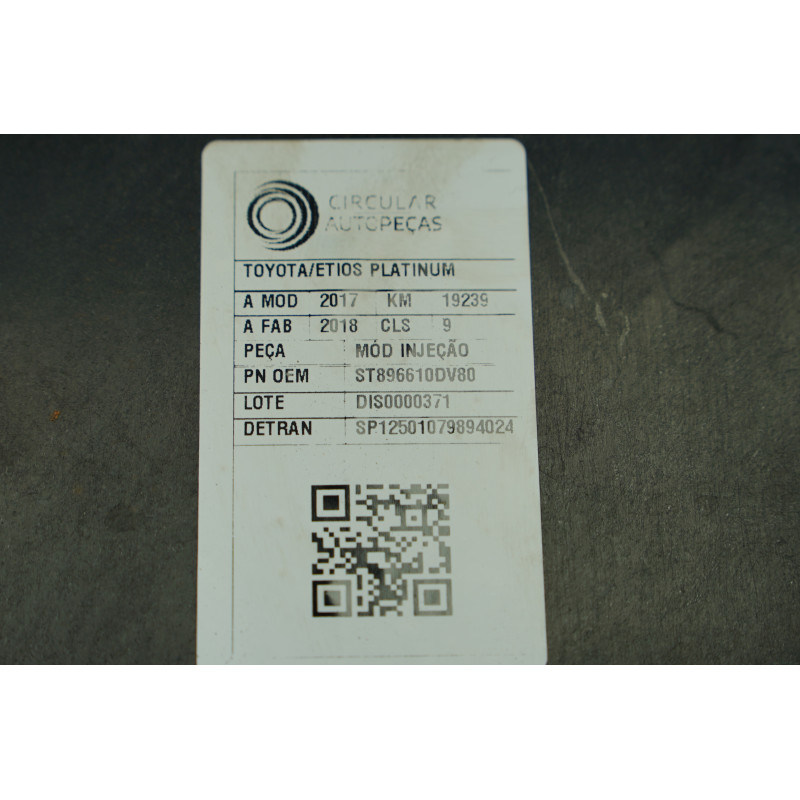 CIRCULAR
AUTOPEÇAS
TOYOTA/ETIOS PLATINUM
A MOD 2017 KM 19239
A FAB 2018 CLS 9
PEÇA MÓD INJEÇÃO
PN OEM ST896610DV80
LOTE DIS0000371
DETRAN SP12501079894024